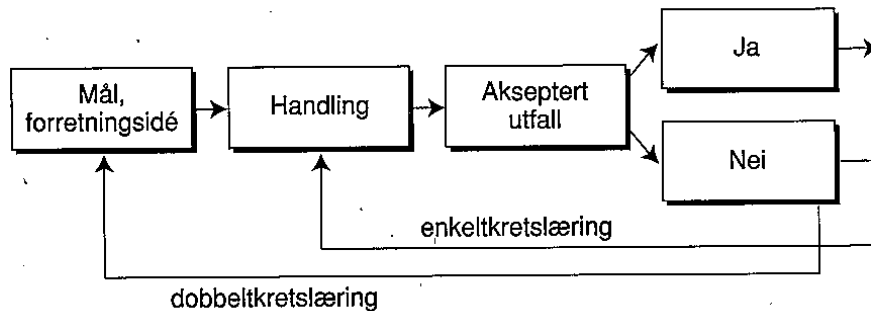 Mål,
forretningsidé
Handling
Akseptert
utfall
Ja
Nei
enkeltkretslæring
dobbeltkretslæring